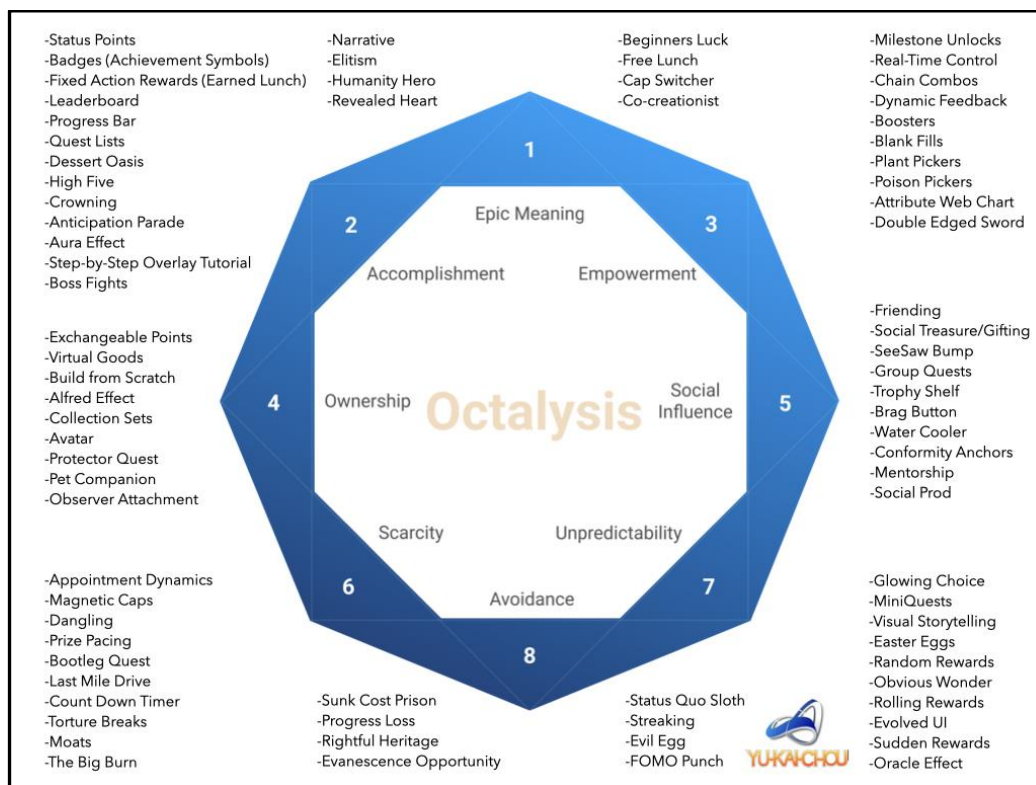 -Status Points
-Badges (Achievement Symbols)
-Fixed Action Rewards (Earned Lunch)
-Leaderboard
-Progress Bar
-Quest Lists
-Dessert Oasis
-High Five
-Crowning
-Anticipation Parade
-Aura Effect
-Step-by-Step Overlay Tutorial
-Boss Fights
-Narrative
-Elitism
-Humanity Hero
-Revealed Heart
-Beginners Luck
-Free Lunch
-Cap Switcher
-Co-creationist
-Milestone Unlocks
-Real-Time Control
-Chain Combos
-Dynamic Feedback
-Boosters
-Blank Fills
-Plant Pickers
-Poison Pickers
-Attribute Web Chart
-Double Edged Sword
1
Epic Meaning
2
Accomplishment
3
Empowerment
-Exchangeable Points
-Virtual Goods
-Build from Scratch
-Alfred Effect
-Collection Sets
-Avatar
-Protector Quest
-Pet Companion
-Observer Attachment
4
Ownership
Octalysis
Social
Influence
5
-Friending
-Social Treasure/Gifting
-SeeSaw Bump
-Group Quests
-Trophy Shelf
-Brag Button
-Water Cooler
-Conformity Anchors
-Mentorship
-Social Prod
Scarcity
6
Unpredictability
7
Avoidance
8
-Appointment Dynamics
-Magnetic Caps
-Dangling
-Prize Pacing
-Bootleg Quest
-Last Mile Drive
-Count Down Timer
-Torture Breaks
-Moats
-The Big Burn
-Sunk Cost Prison
-Progress Loss
-Rightful Heritage
-Evanescence Opportunity
-Status Quo Sloth
-Streaking
-Evil Egg
-FOMO Punch
YU-KAI-CHOU
-Glowing Choice
-MiniQuests
-Visual Storytelling
-Easter Eggs
-Random Rewards
-Obvious Wonder
-Rolling Rewards
-Evolved UI
-Sudden Rewards
-Oracle Effect